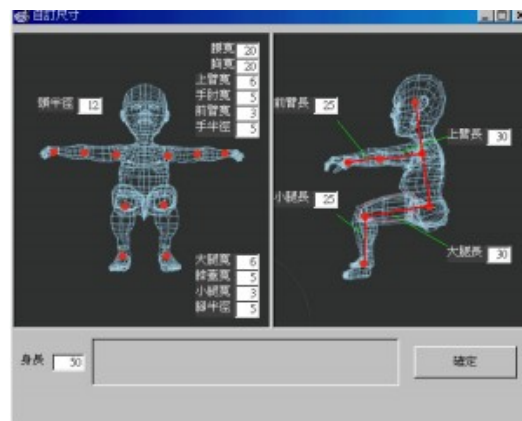 自訂尺寸
頭半徑 12
腰寬 20
胸寬 20
上臂寬 6
手肘寬 5
前臂寬 3
手半徑 5
大腿寬 6
膝蓋寬 5
小腿寬 3
腳半徑 5
前臂長 25
上臂長 30
小腿長 25
大腿長 30
身長 50
確定